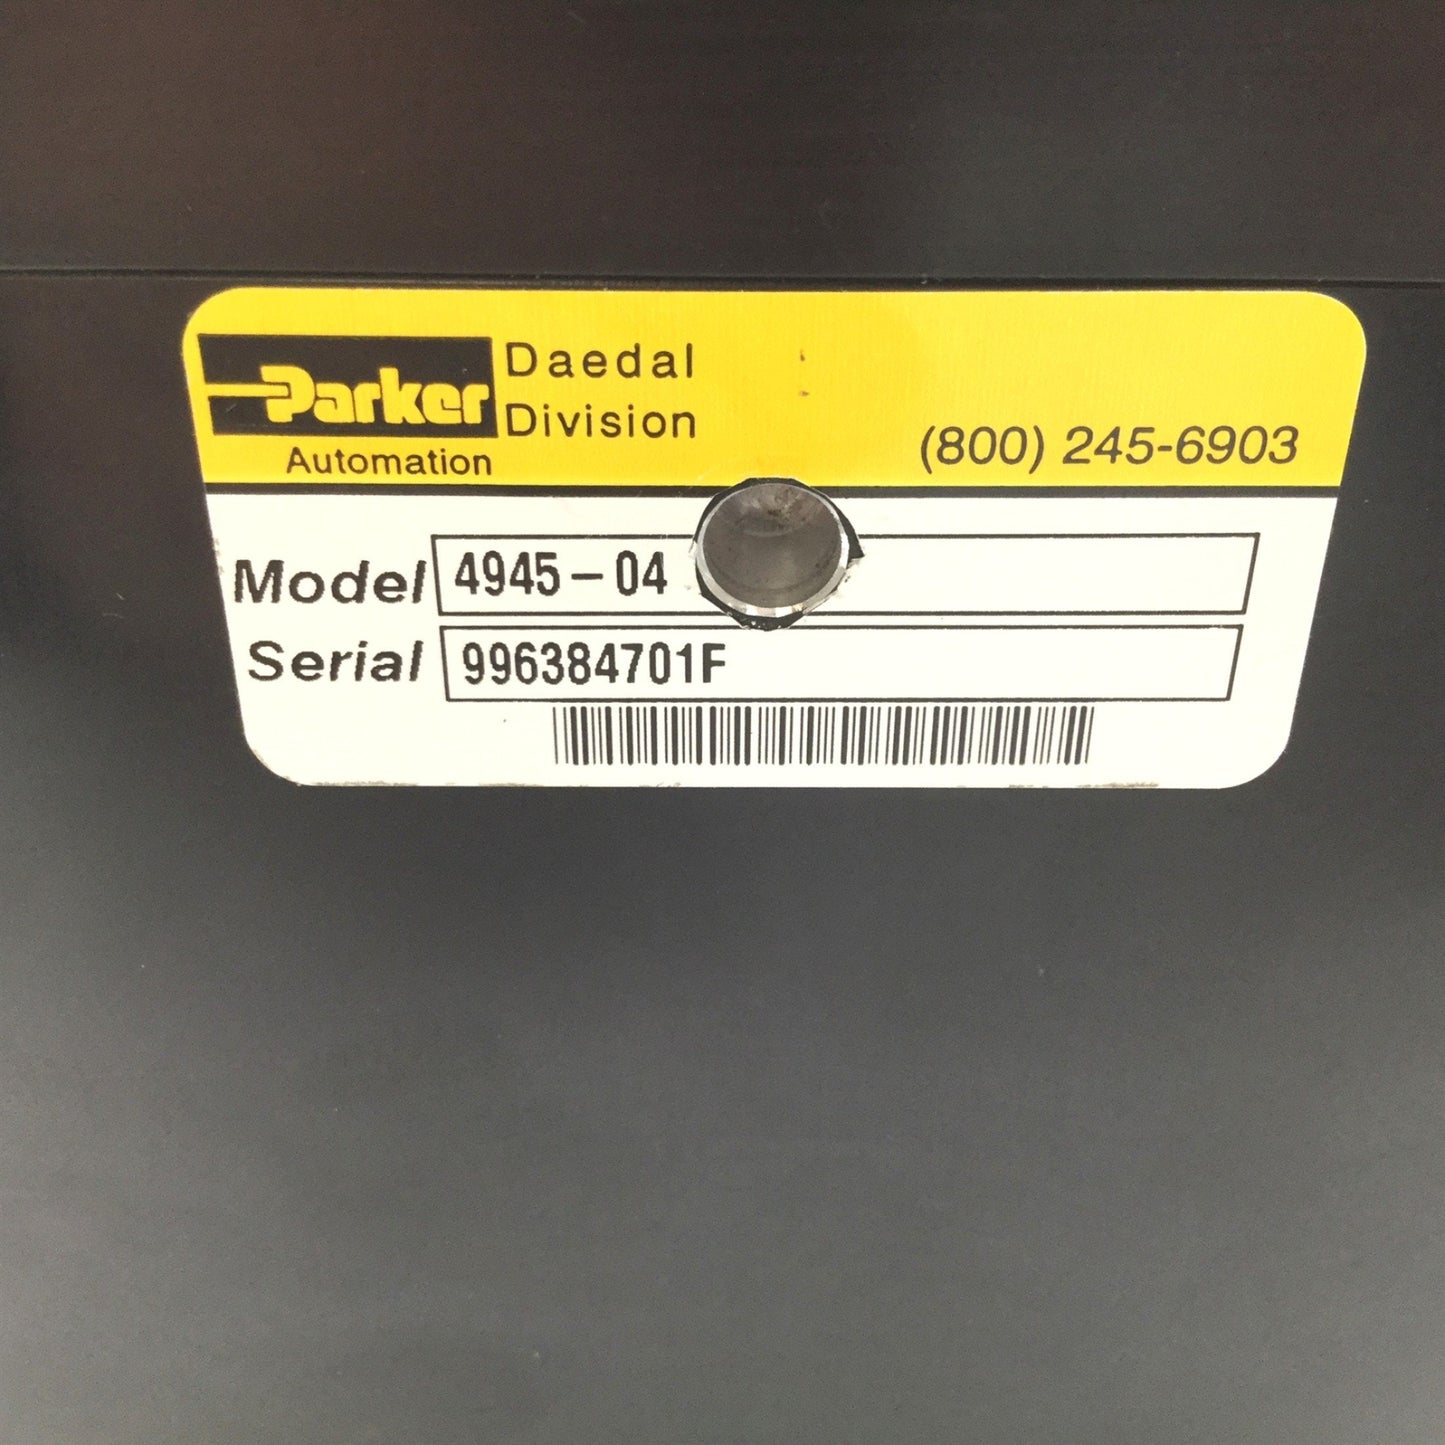 Parker Daedal
Division
Automation
(800) 245-6903
Model 4945-04
Serial 996384701F